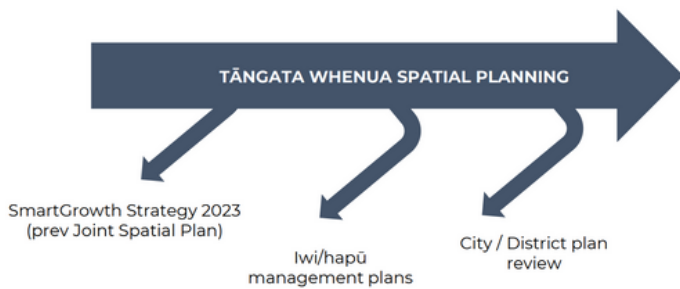 TĀNGATA WHENUA SPATIAL PLANNING
SmartGrowth Strategy 2023
(prev Joint Spatial Plan)
Iwi/hapū
management plans
City / District plan
review